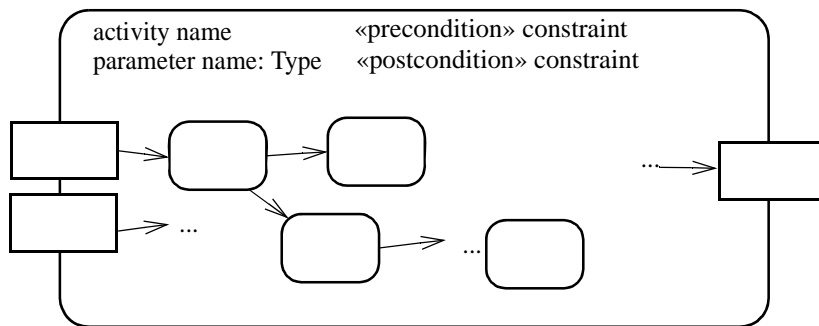 activity name «precondition» constraint
parameter name: Type «postcondition» constraint
...
...
...